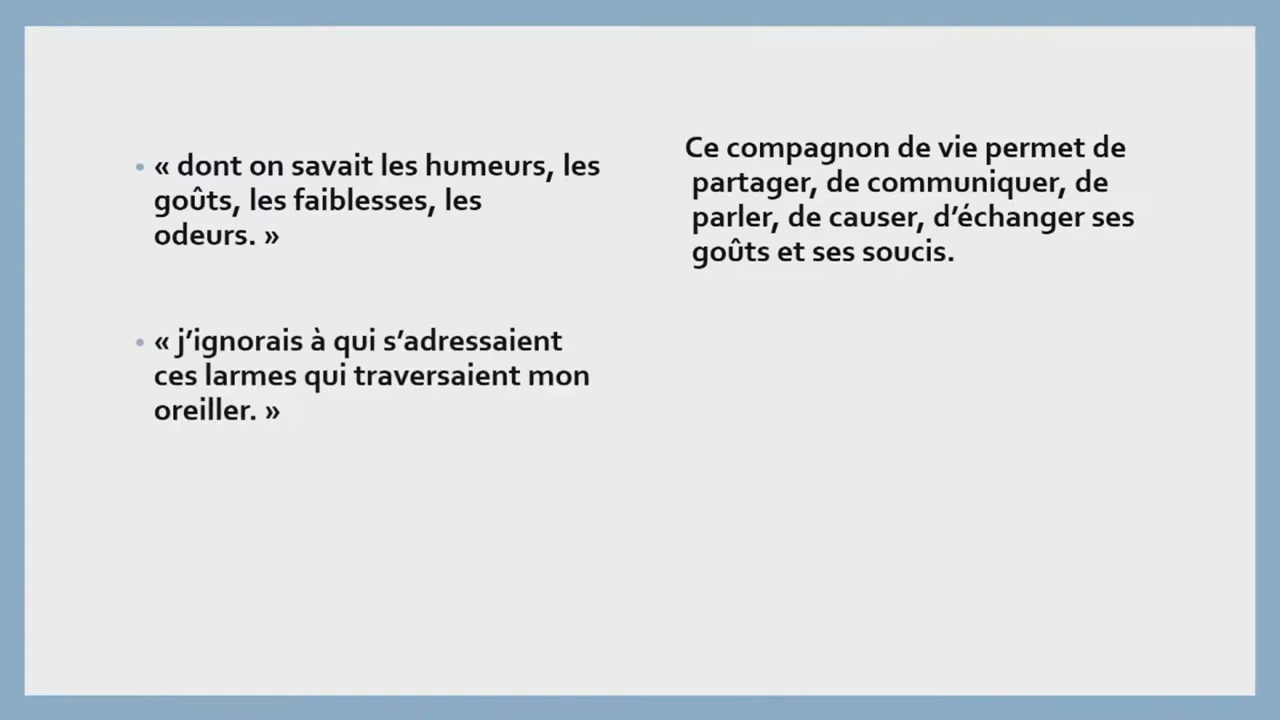 « dont on savait les humeurs, les
goûts, les faiblesses, les
odeurs. »
« j’ignorais à qui s’adressaient
ces larmes qui traversaient mon
oreiller. »
Ce compagnon de vie permet de
partager, de communiquer, de
parler, de causer, d’échanger ses
goûts et ses soucis.